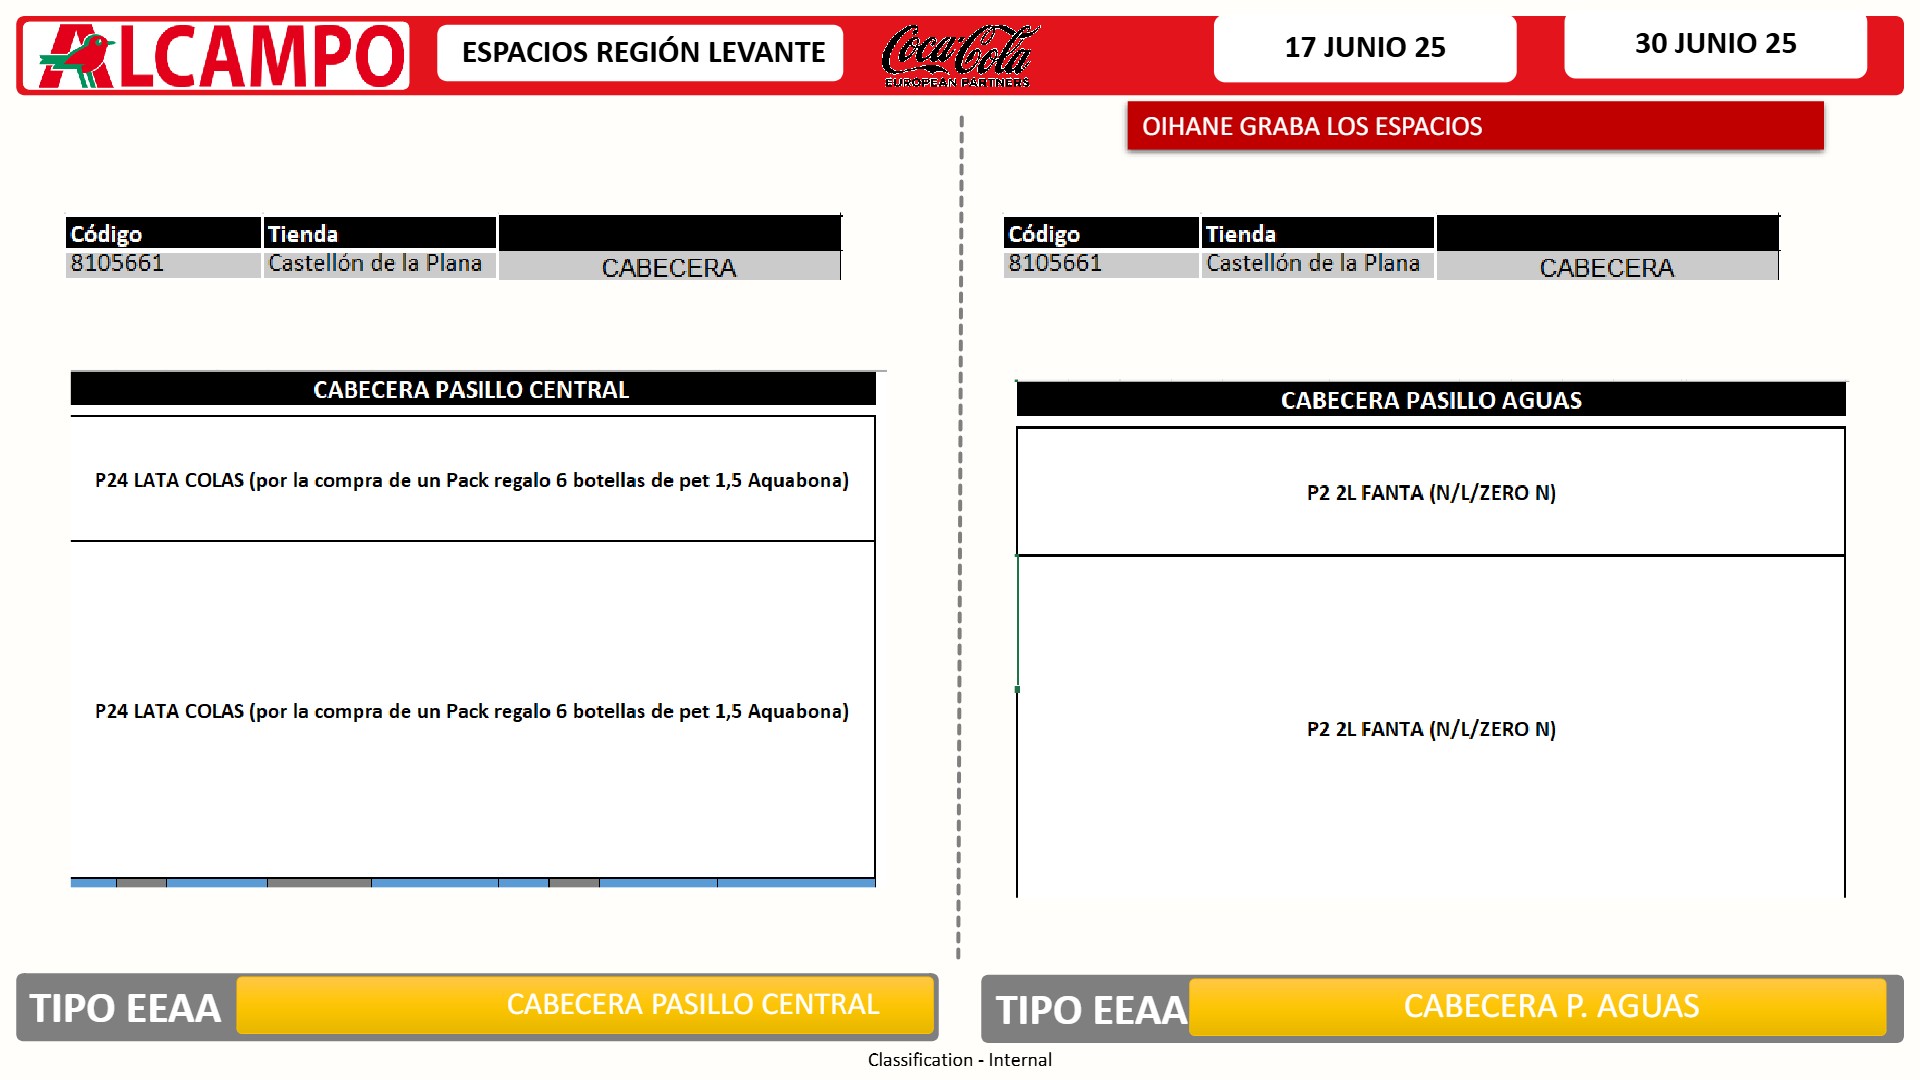 ALCAMPO
ESPACIOS REGIÓN LEVANTE
Coca-Cola
EUROPEAN PARTNERS
17 JUNIO 25
30 JUNIO 25
OIHANE GRABA LOS ESPACIOS
Código Tienda
8105661 Castellón de la Plana CABECERA
CABECERA PASILLO CENTRAL
P24 LATA COLAS (por la compra de un Pack regalo 6 botellas de pet 1,5 Aquabona)
P24 LATA COLAS (por la compra de un Pack regalo 6 botellas de pet 1,5 Aquabona)
TIPO EEAA CABECERA PASILLO CENTRAL
Código Tienda
8105661 Castellón de la Plana CABECERA
CABECERA PASILLO AGUAS
P2 2L FANTA (N/L/ZERO N)
P2 2L FANTA (N/L/ZERO N)
TIPO EEAA CABECERA P. AGUAS
Classification - Internal